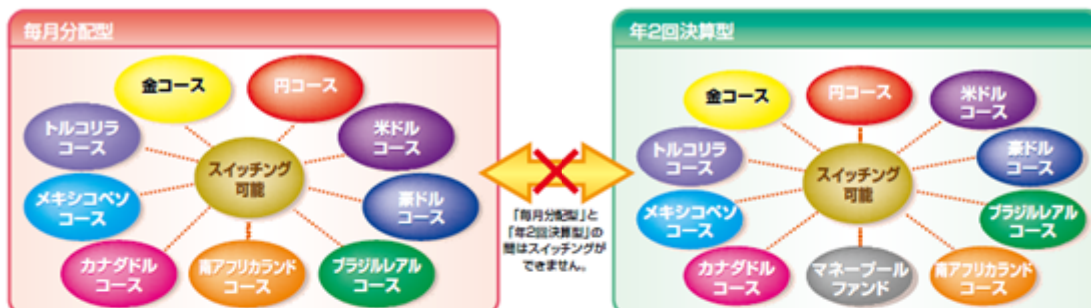 毎月分配型
金コース
円コース
トルコリラ
コース
米ドル
コース
スイッチング
可能
メキシコペソ
コース
豪ドル
コース
カナダドル
コース
南アフリカランド
コース
ブラジルレアル
コース
「毎月分配型」と
「年2回決算型」の
間はスイッチングが
できません。
年2回決算型
金コース
円コース
米ドル
コース
トルコリラ
コース
豪ドル
コース
スイッチング
可能
メキシコペソ
コース
ブラジルレアル
コース
カナダドル
コース
マネープール
ファンド
南アフリカランド
コース